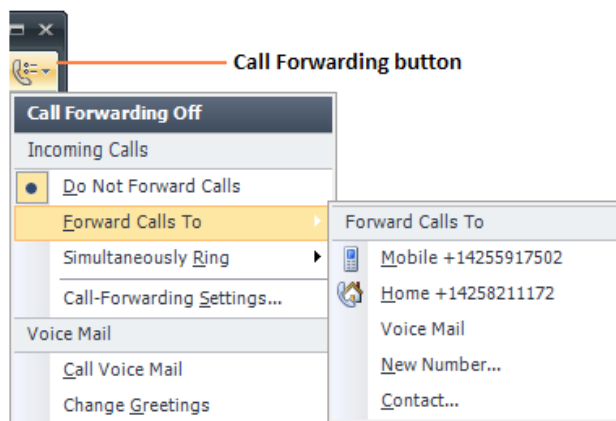 Call Forwarding button
Call Forwarding Off
Incoming Calls
Do Not Forward Calls
Forward Calls To
Simultaneously Ring
Call-Forwarding Settings...
Voice Mail
Call Voice Mail
Change Greetings
Forward Calls To
Mobile +14255917502
Home +14258211172
Voice Mail
New Number...
Contact...